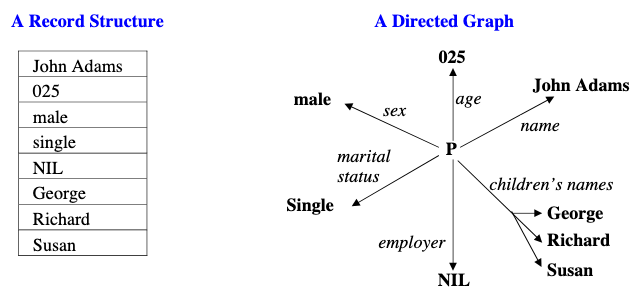 A Record Structure
John Adams
025
male
single
NIL
George
Richard
Susan
A Directed Graph
025
John Adams
male
sex
age
name
P
marital
status
children's names
Single
George
employer
Richard
Susan
NIL